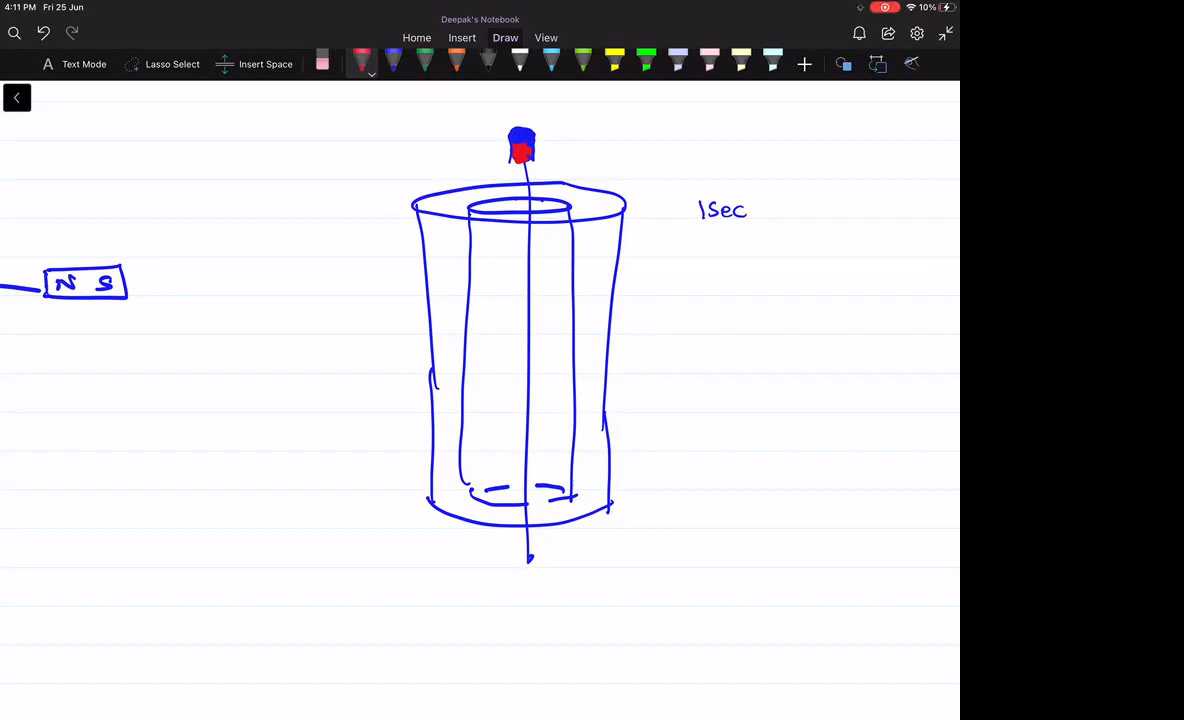 4:11 PM Fri 25 Jun
10%
Deepak's Notebook
Home Insert Draw View
Text Mode Lasso Select Insert Space
1Sec
N S